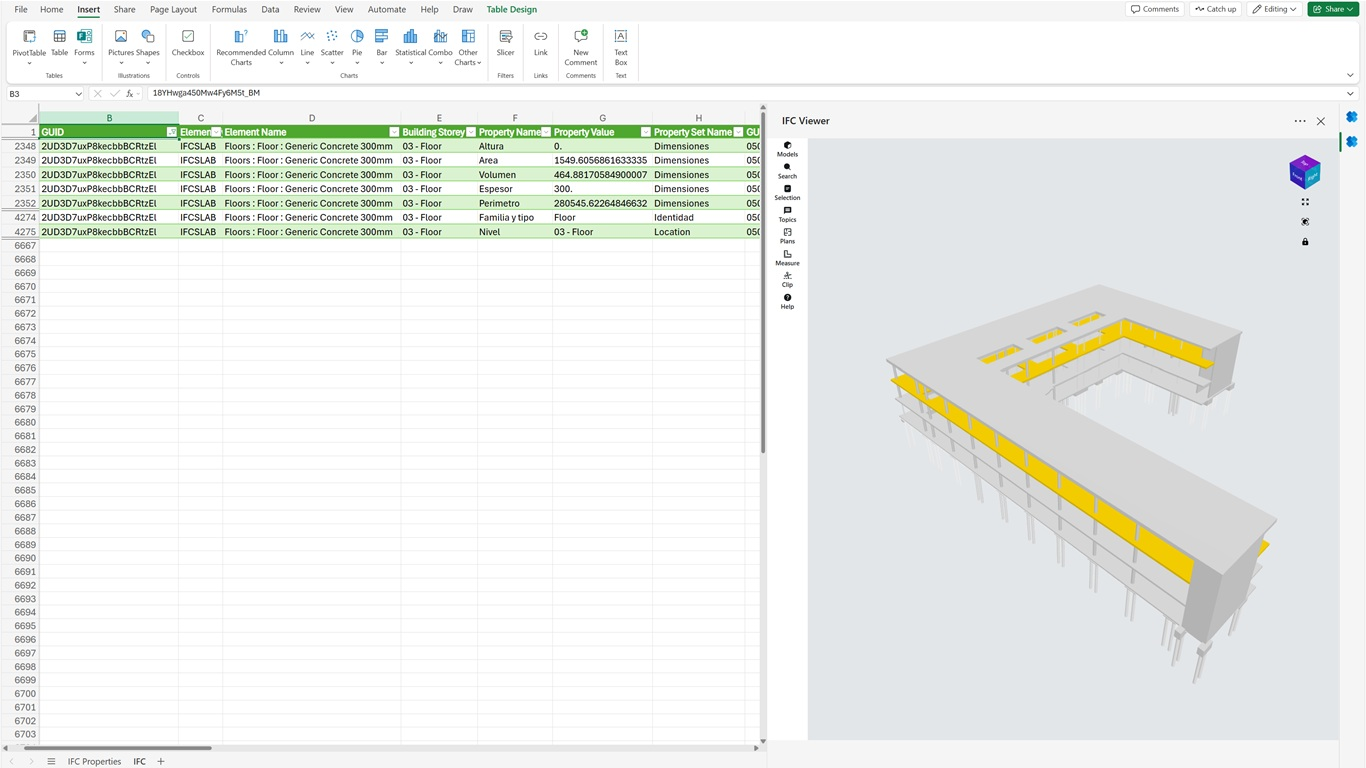 File Home Insert Share Page Layout Formulas Data Review View Automate Help Draw Table Design Comments Catch up Editing Share
PivotTable Table Forms Pictures Shapes Checkbox Recommended Charts Column Line Scatter Pie Bar Statistical Combo Other Charts Slicer Link New Comment Text Box
Tables Illustrations Controls Charts Filters Links Comments Text
B3 fx 18YHwga450Mw4Fy6M5t_BM
B C D E F G H
1 GUID Elemen Element Name Building Storey Property Name Property Value Property Set Name GU
2348 2UD3D7uxP8kecbbBCRtzEl IFCSLAB Floors : Floor : Generic Concrete 300mm 03 - Floor Altura 0. Dimensiones 050
2349 2UD3D7uxP8kecbbBCRtzEl IFCSLAB Floors : Floor : Generic Concrete 300mm 03 - Floor Area 1549.6056861633335 Dimensiones 050
2350 2UD3D7uxP8kecbbBCRtzEl IFCSLAB Floors : Floor : Generic Concrete 300mm 03 - Floor Volumen 464.88170584900007 Dimensiones 050
2351 2UD3D7uxP8kecbbBCRtzEl IFCSLAB Floors : Floor : Generic Concrete 300mm 03 - Floor Espesor 300. Dimensiones 050
2352 2UD3D7uxP8kecbbBCRtzEl IFCSLAB Floors : Floor : Generic Concrete 300mm 03 - Floor Perimetro 280545.62264846632 Dimensiones 050
4274 2UD3D7uxP8kecbbBCRtzEl IFCSLAB Floors : Floor : Generic Concrete 300mm 03 - Floor Familia y tipo Floor Identidad 050
4275 2UD3D7uxP8kecbbBCRtzEl IFCSLAB Floors : Floor : Generic Concrete 300mm 03 - Floor Nivel 03 - Floor Location 050
6667
6668
6669
6670
6671
6672
6673
6674
6675
6676
6677
6678
6679
6680
6681
6682
6683
6684
6685
6686
6687
6688
6689
6690
6691
6692
6693
6694
6695
6696
6697
6698
6699
6700
6701
6702
6703
IFC Properties IFC
IFC Viewer
Models
Search
Selection
Topics
Plans
Measure
Clip
Help
Front Right